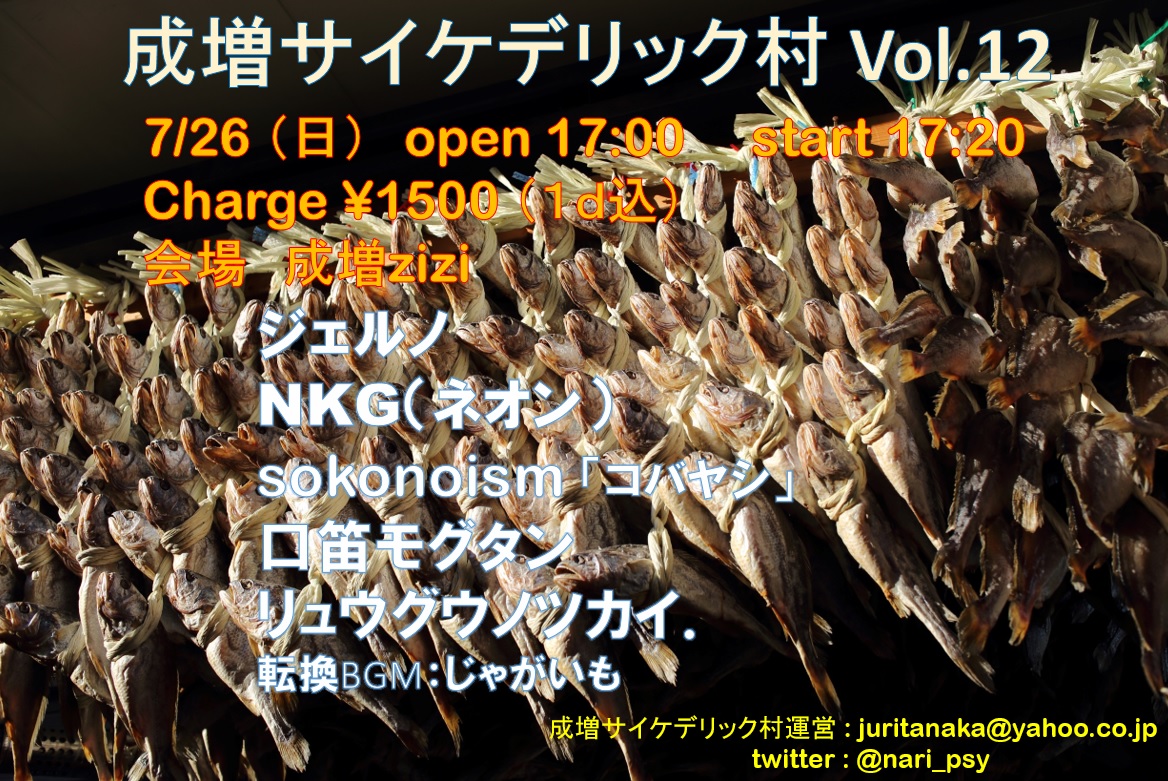 成増サイケデリック村 Vol.12
7/26（日） open 17:00 start 17:20
Charge ¥1500（１d込）
会場 成増zizi
ジェルノ
NKG（ネオン）
sokonoism「コバヤシ」
口笛モグタン
リュウグウノツカイ.
転換BGM：じゃがいも
成増サイケデリック村運営 : juritanaka@yahoo.co.jp
twitter : @nari_psy